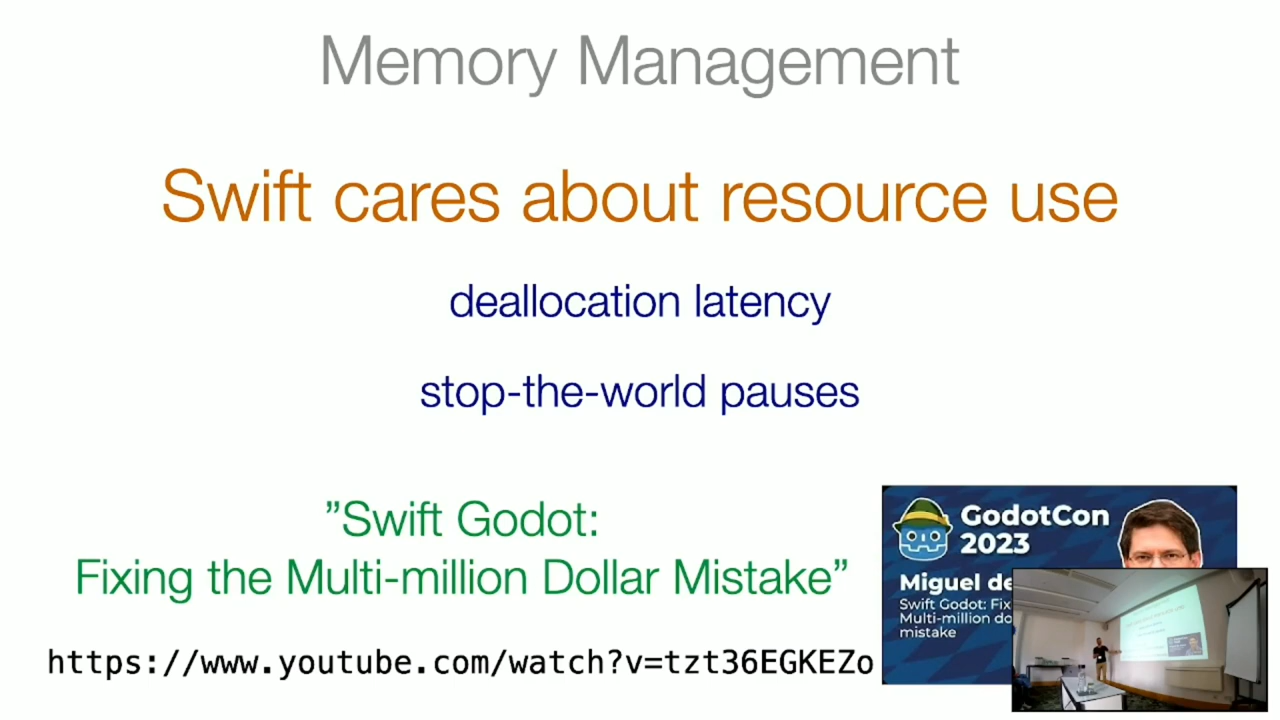 Memory Management
Swift cares about resource use
deallocation latency
stop-the-world pauses
”Swift Godot:
Fixing the Multi-million Dollar Mistake”
https://www.youtube.com/watch?v=tzt36EGKEZo
GodotCon
2023
Miguel de
Swift Godot: Fix
Multi-million do
mistake